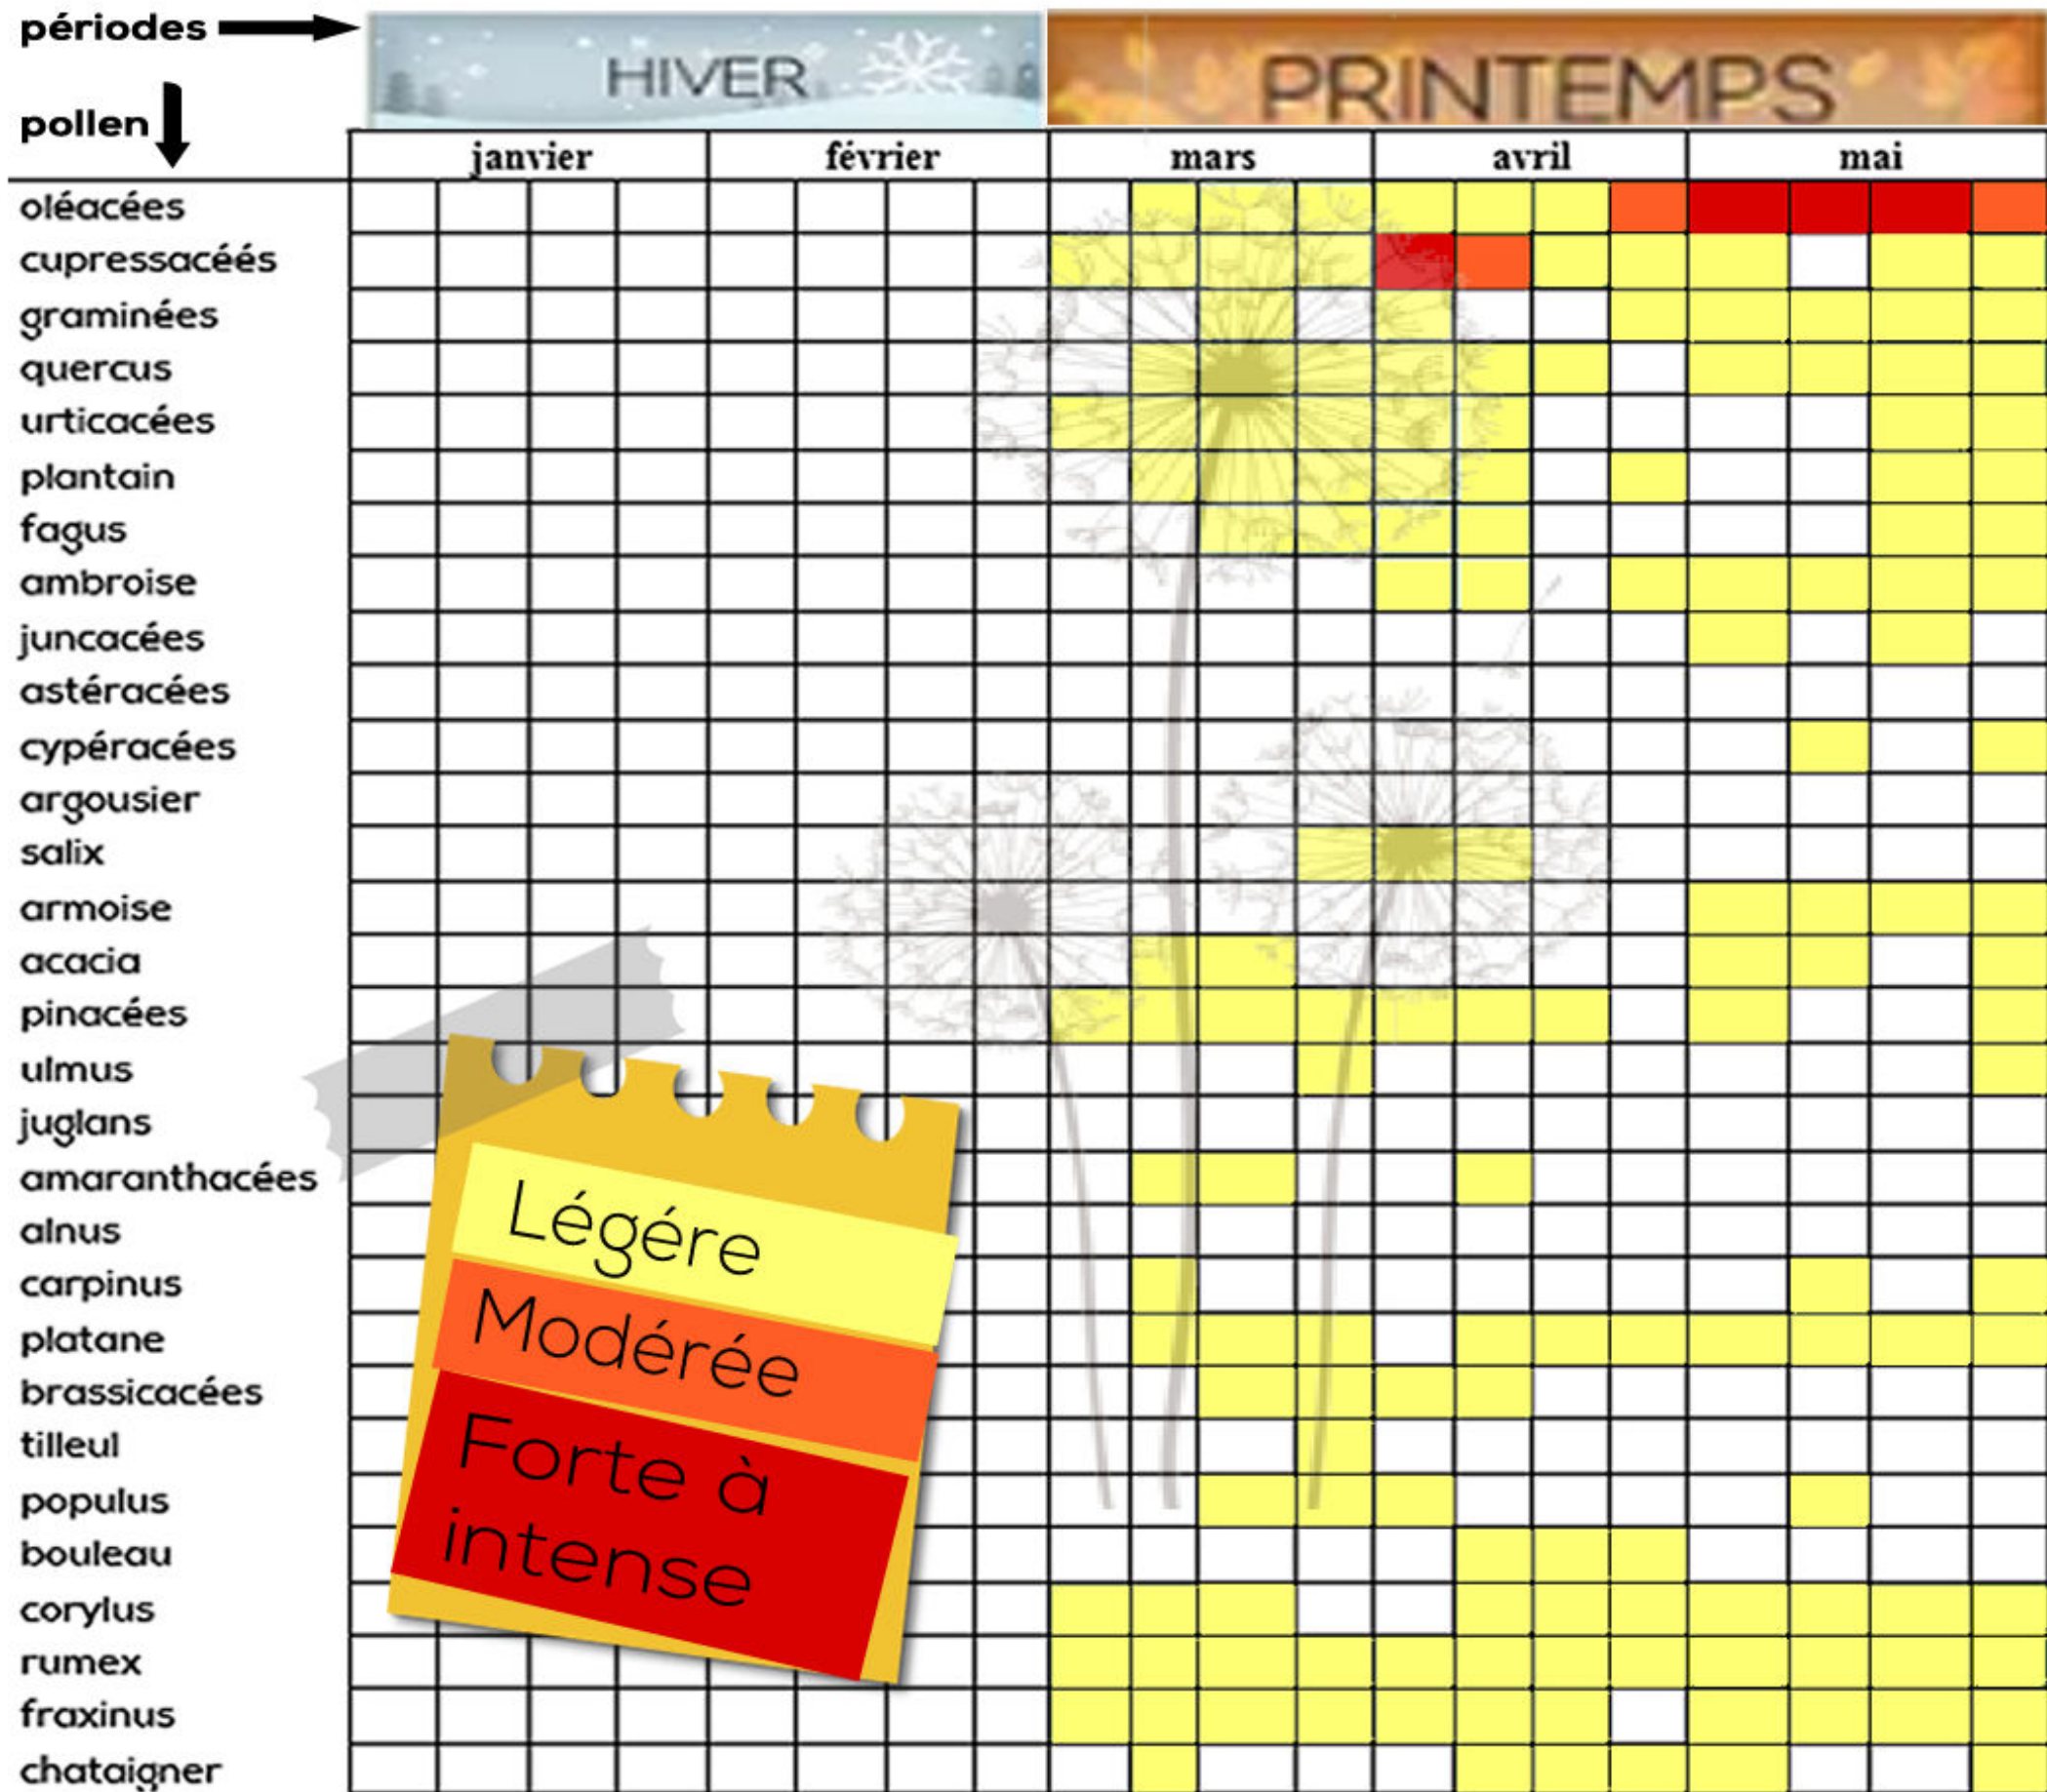 périodes
HIVER
PRINTEMPS
pollen
janvier février mars avril mai
oléacées
cupressacéés
graminées
quercus
urticacées
plantain
fagus
ambroise
juncacées
astéracées
cypéracées
argousier
salix
armoise
acacia
pinacées
ulmus
juglans
amaranthacées
alnus
carpinus
platane
brassicacées
tilleul
populus
bouleau
corylus
rumex
fraxinus
chataigner
Légére
Modérée
Forte à
intense